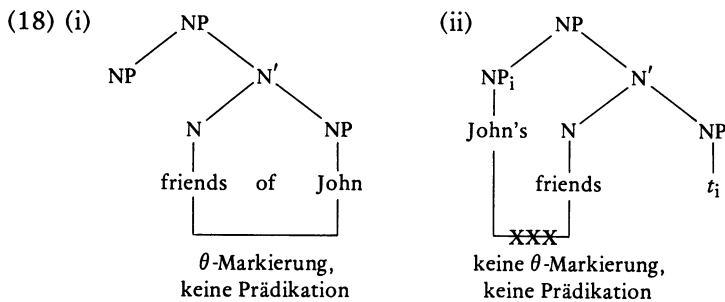 (18) (i) NP (ii) NP
NP N′ NPᵢ N′
N NP John's N NP
friends of John friends tᵢ
XXX
θ-Markierung, keine θ-Markierung,
keine Prädikation keine Prädikation